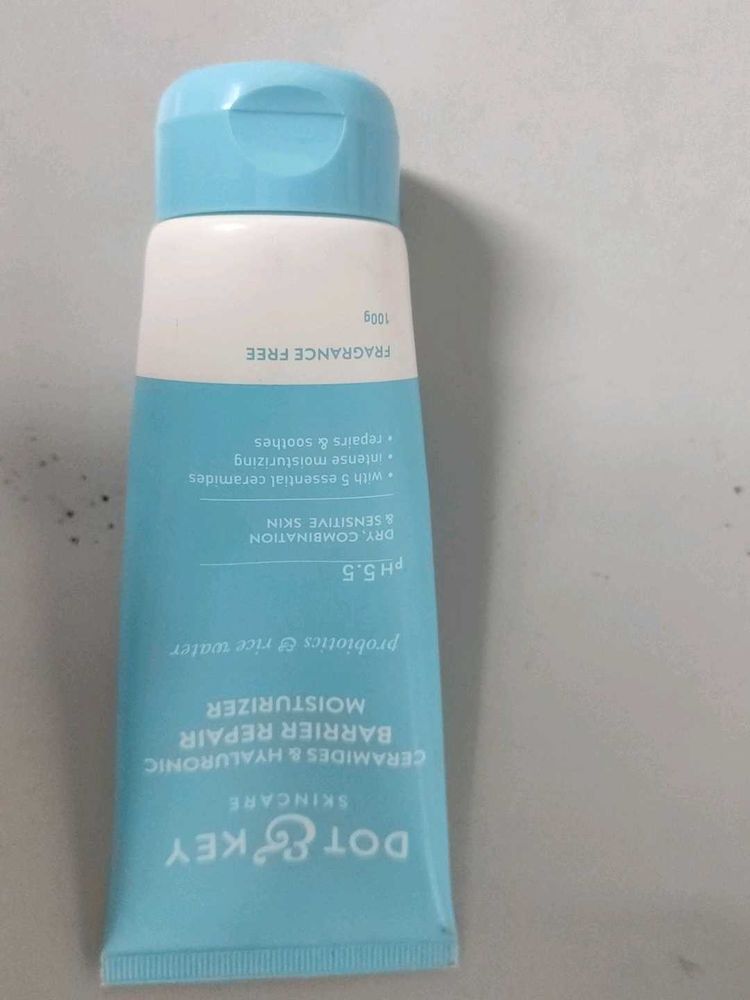 DOT & KEY
SKINCARE
CERAMIDES & HYALURONIC
BARRIER REPAIR
MOISTURIZER
probiotics & rice water
pH 5.5
DRY, COMBINATION
& SENSITIVE SKIN
• with 5 essential ceramides
• intense moisturizing
• repairs & soothes
FRAGRANCE FREE
100g